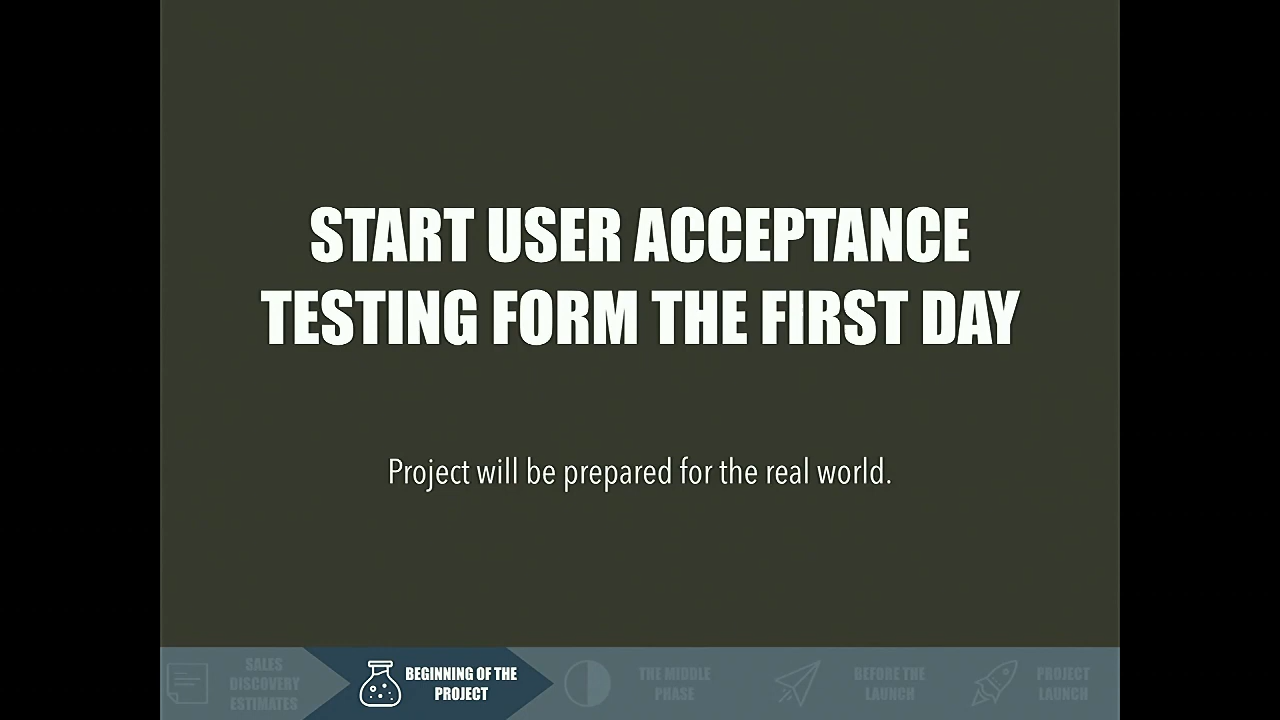 START USER ACCEPTANCE
TESTING FORM THE FIRST DAY
Project will be prepared for the real world.
SALES
DISCOVERY
ESTIMATES
BEGINNING OF THE
PROJECT
THE MIDDLE
PHASE
BEFORE THE
LAUNCH
PROJECT
LAUNCH